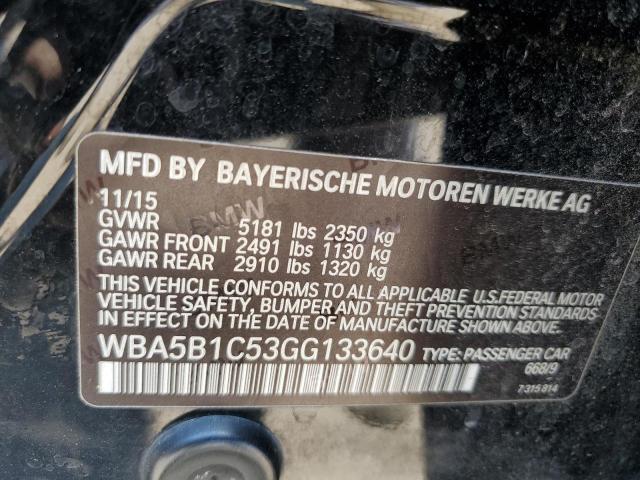 MFD BY BAYERISCHE MOTOREN WERKE AG
11/15
GVWR 5181 lbs 2350 kg
GAWR FRONT 2491 lbs 1130 kg
GAWR REAR 2910 lbs 1320 kg
THIS VEHICLE CONFORMS TO ALL APPLICABLE U.S.FEDERAL MOTOR
VEHICLE SAFETY, BUMPER AND THEFT PREVENTION STANDARDS
IN EFFECT ON THE DATE OF MANUFACTURE SHOWN ABOVE.
WBA5B1C53GG133640 TYPE: PASSENGER CAR
668/9
7 315 814